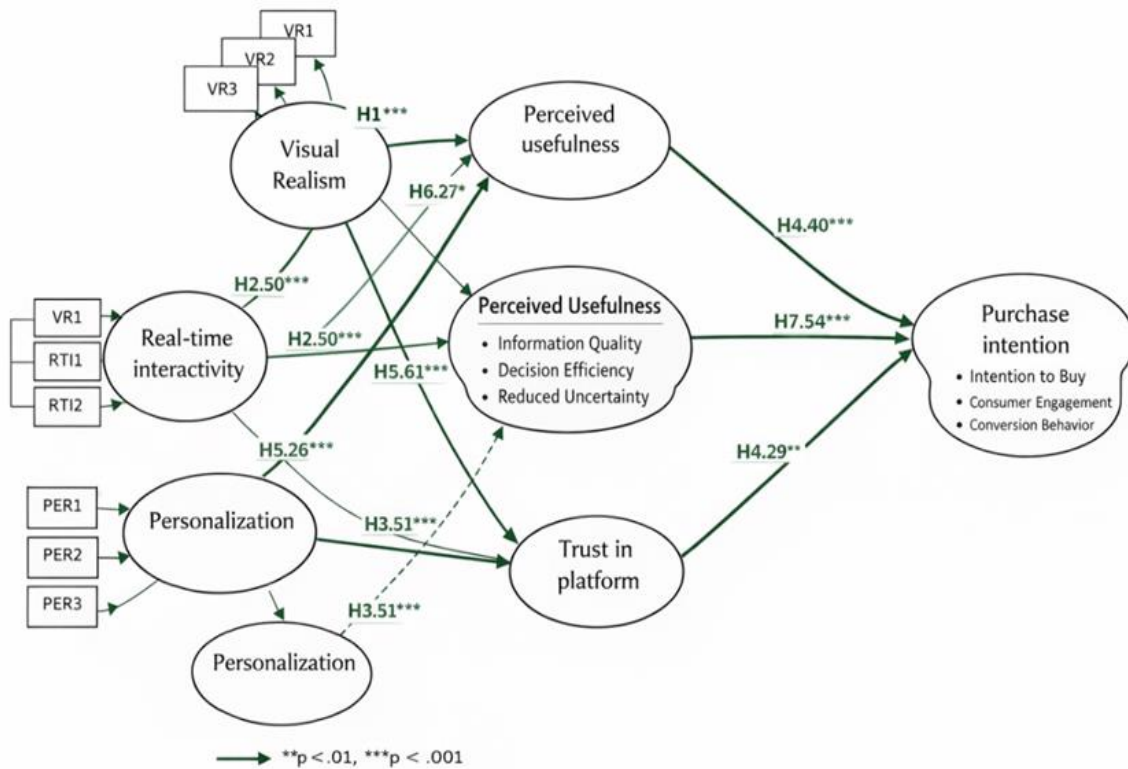 VR1
VR2
VR3
H1***
Visual
Realism
Perceived
usefulness
H6.27*
H4.40***
H2.50***
VR1
RTI1
RTI2
Real-time
interactivity
H2.50***
Perceived Usefulness
• Information Quality
• Decision Efficiency
• Reduced Uncertainty
H7.54***
Purchase
intention
• Intention to Buy
• Consumer Engagement
• Conversion Behavior
H5.61***
H5.26***
H4.29**
PER1
PER2
PER3
Personalization
H3.51***
Trust in
platform
H3.51***
Personalization
**p < .01, ***p < .001